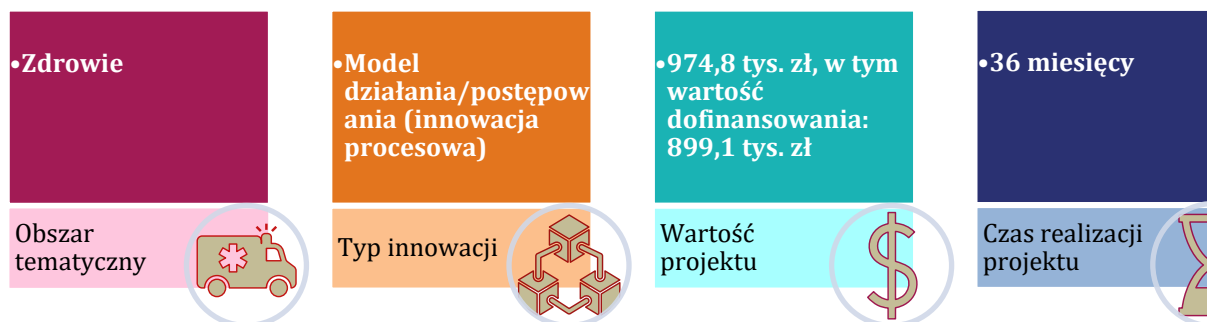 •Zdrowie
•Model
działania/postępow
ania (innowacja
procesowa)
•974,8 tys. zł, w tym
wartość
dofinansowania:
899,1 tys. zł
•36 miesięcy
Obszar
tematyczny
Typ innowacji
Wartość
projektu
Czas realizacji
projektu